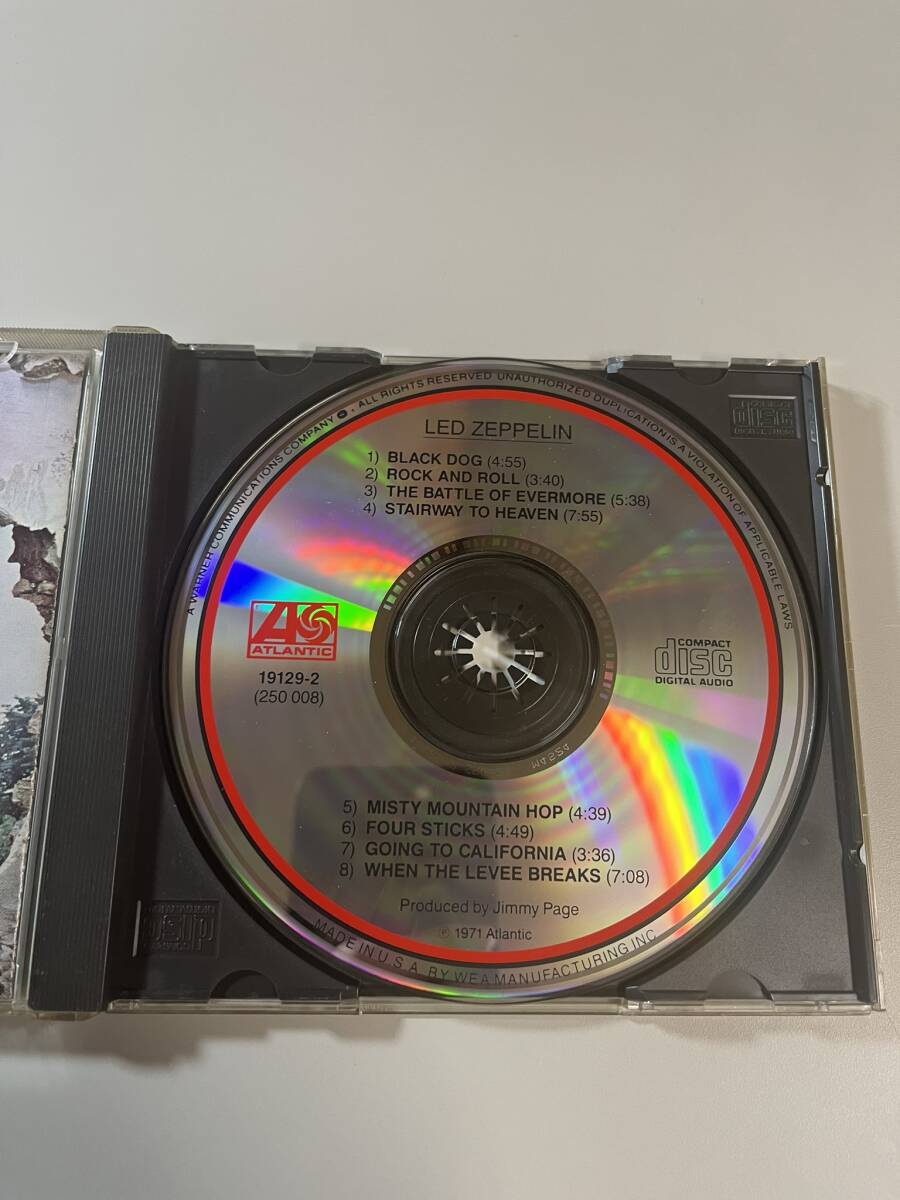 A WARNER COMMUNICATIONS COMPANY . ALL RIGHTS RESERVED UNAUTHORIZED DUPLICATION IS A VIOLATION OF APPLICABLE LAWS
LED ZEPPELIN
1) BLACK DOG (4:55)
2) ROCK AND ROLL (3:40)
3) THE BATTLE OF EVERMORE (5:38)
4) STAIRWAY TO HEAVEN (7:55)
ATLANTIC
19129-2
(250 008)
COMPACT
disc
DIGITAL AUDIO
5) MISTY MOUNTAIN HOP (4:39)
6) FOUR STICKS (4:49)
7) GOING TO CALIFORNIA (3:36)
8) WHEN THE LEVEE BREAKS (7:08)
Produced by Jimmy Page
℗ 1971 Atlantic
MADE IN U.S.A. BY WEA MANUFACTURING INC.
disc
disc